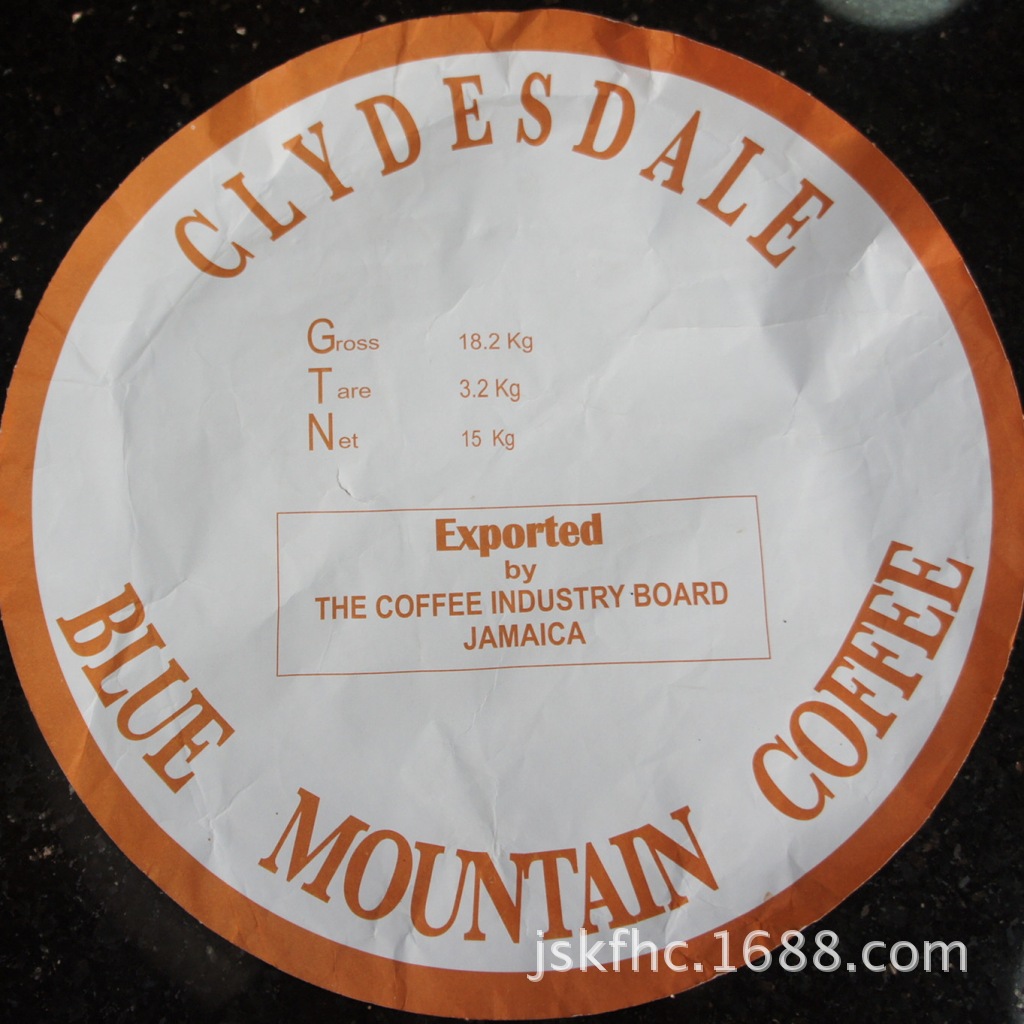 CLYDESDALE
Gross 18.2 Kg
Tare 3.2 Kg
Net 15 Kg
Exported
by
THE COFFEE INDUSTRY BOARD
JAMAICA
BLUE MOUNTAIN COFFEE
jskfhc.1688.com